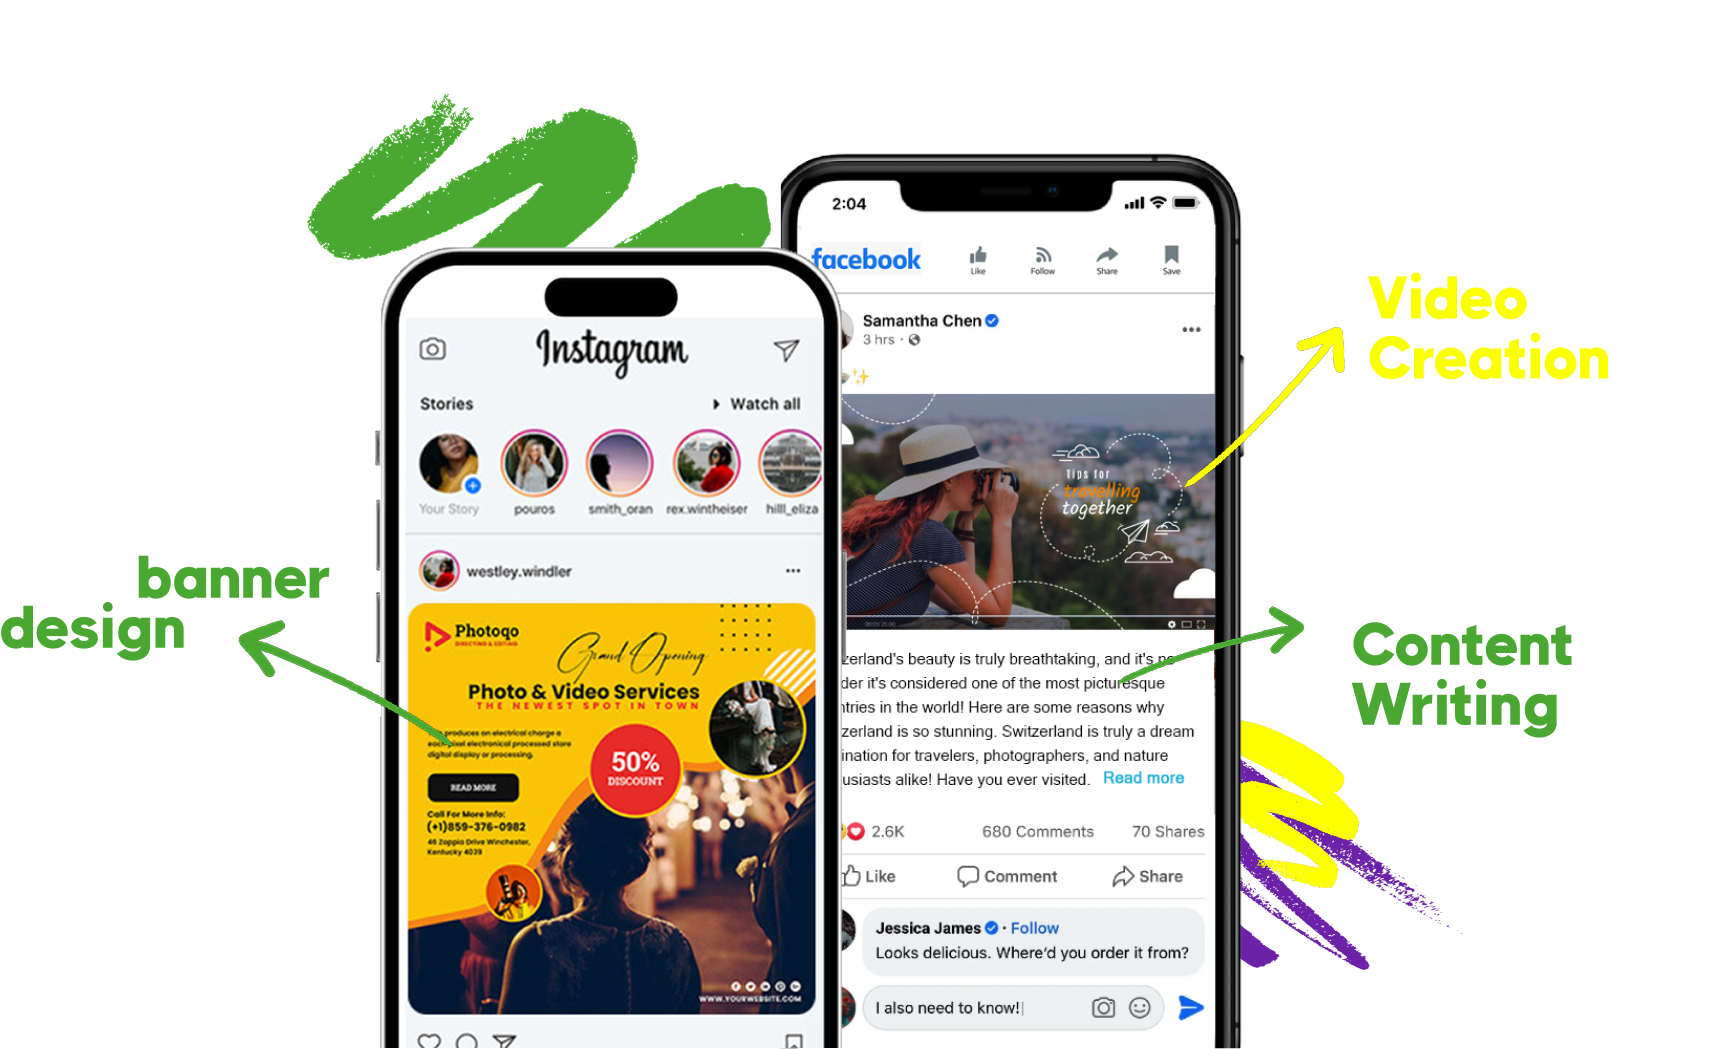 2:04
facebook
Like
Follow
Share
Save
Samantha Chen
3 hrs ·
Tips for
travelling
together
00:00/ 25:00
zerland's beauty is truly breathtaking, and it's no
der it's considered one of the most picturesque
ntries in the world! Here are some reasons why
zerland is so stunning. Switzerland is truly a dream
ination for travelers, photographers, and nature
usiasts alike! Have you ever visited. Read more
2.6K 680 Comments 70 Shares
Like Comment Share
Jessica James · Follow
Looks delicious. Where'd you order it from?
I also need to know!
Video
Creation
Content
Writing
banner
design
Instagram
Stories Watch all
Your Story
pouros
smith_oran
rex.wintheiser
hilll_eliza
westley.windler
Photoqo
DIRECTING & EDITING
Grand Opening
Photo & Video Services
THE NEWEST SPOT IN TOWN
produces on electrical charge a
pixel electronical processed store
digital display or processing.
50%
DISCOUNT
READ MORE
Call For More Info:
(+1)859-376-0982
46 Zappia Drive Winchester,
Kentucky 4039
WWW.YOURWEBSITE.COM